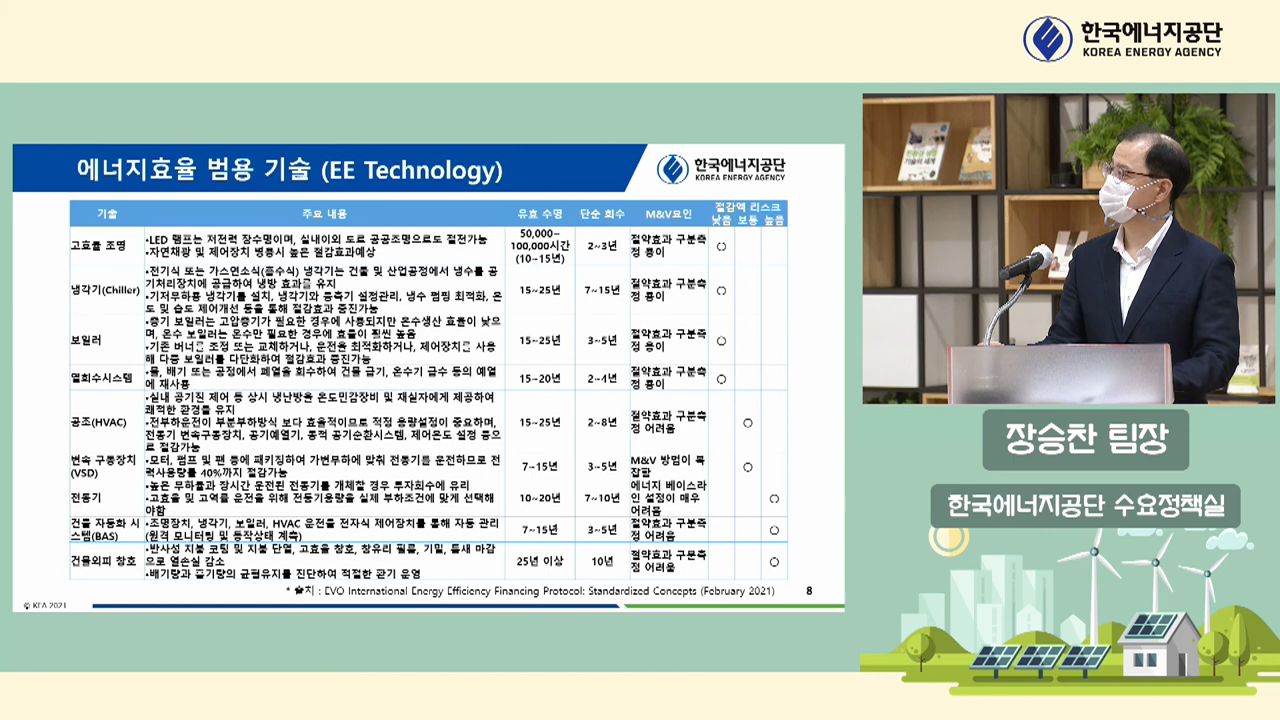 한국에너지공단
KOREA ENERGY AGENCY
에너지효율 범용 기술 (EE Technology)
한국에너지공단
KOREA ENERGY AGENCY
기술 주요 내용 유효 수명 단순 회수 M&V요인 절감액 리스크
낮음 보통 높음
고효율 조명
•LED 램프는 저전력 장수명이며, 실내이외 도로 공공조명으로도 절전가능
•자연채광 및 제어장치 병용시 높은 절감효과예상
50,000~
100,000시간
(10~15년)
2~3년
절약효과 구분측
정 용이
○
냉각기(Chiller)
•전기식 또는 가스연소식(흡수식) 냉각기는 건물 및 산업공정에서 냉수를 공
기처리장치에 공급하여 냉방 효과를 유지
•기저부하용 냉각기를 설치, 냉각기와 응축기 설정관리, 냉수 펌핑 최적화, 온
도 및 습도 제어개선 등을 통해 절감효과 증진가능
15~25년
7~15년
절약효과 구분측
정 용이
○
보일러
•증기 보일러는 고압증기가 필요한 경우에 사용되지만 온수생산 효율이 낮으
며, 온수 보일러는 온수만 필요한 경우에 효율이 훨씬 높음
•기존 버너를 조정 또는 교체하거나, 운전을 최적화하거나, 제어장치를 사용
해 다중 보일러를 다단화하여 절감효과 증진가능
15~25년
3~5년
절약효과 구분측
정 용이
○
열회수시스템
•물, 배기 또는 공정에서 폐열을 회수하여 건물 급기, 온수기 급수 등의 예열
에 재사용
15~20년
2~4년
절약효과 구분측
정 용이
○
공조(HVAC)
•실내 공기질 제어 등 상시 냉난방을 온도민감장비 및 재실자에게 제공하여
쾌적한 환경를 유지
•전부하운전이 부분부하방식 보다 효율적이므로 적정 용량설정이 중요하며,
전동기 변속구동장치, 공기예열기, 통적 공기순환시스템, 제어온도 설정 등으
로 절감가능
15~25년
2~8년
절약효과 구분측
정 어려움
○
변속 구동장치
(VSD)
•모터, 펌프 및 팬 등에 패키징하여 가변부하에 맞춰 전동기를 운전하므로 전
력사용량를 40%까지 절감가능
7~15년
3~5년
M&V 방법이 복
잡함
○
전동기
•높은 부하율과 장시간 운전된 전동기를 개체할 경우 투자회수에 유리
•고효율 및 고역률 운전을 위해 전동기용량을 실제 부하조건에 맞게 선택해
야함
10~20년
7~10년
에너지 베이스라
인 설정이 매우
어려움
○
건물 자동화 시
스템(BAS)
•조명장치, 냉각기, 보일러, HVAC 운전을 전자식 제어장치를 통해 자동 관리
(원격 모니터링 및 동작상태 계측)
7~15년
3~5년
절약효과 구분측
정 어려움
○
건물외피 창호
•반사성 지붕 코팅 및 지붕 단열, 고효율 창호, 창유리 필름, 기밀, 틈새 마감
으로 열손실 감소
•배기량과 흡기량의 균형유지를 진단하여 적절한 환기 운영
25년 이상
10년
절약효과 구분측
정 어려움
○
* 출처 : EVO International Energy Efficiency Financing Protocol: Standardized Concepts (February 2021)
8
© KEA 2021
장승찬 팀장
한국에너지공단 수요정책실